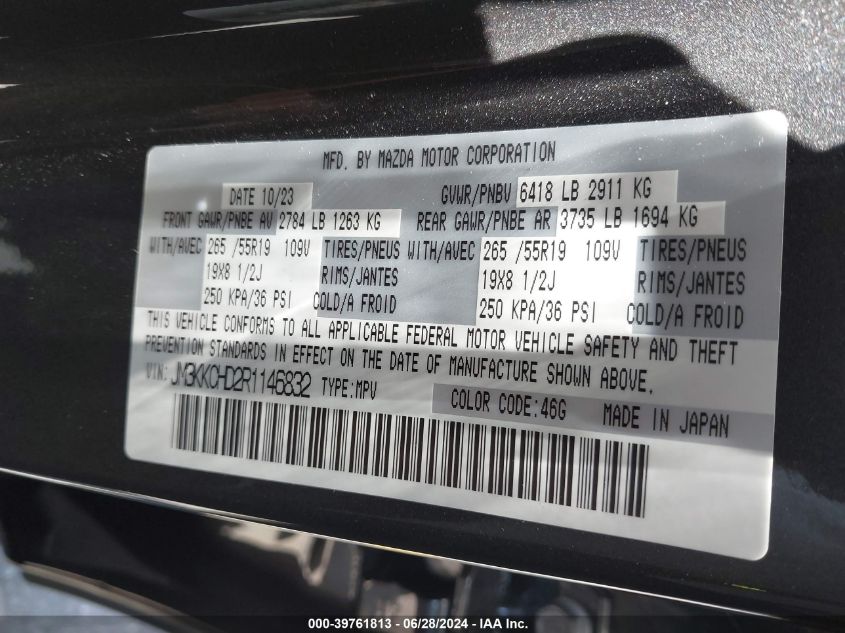 MFD. BY MAZDA MOTOR CORPORATION
DATE 10/23 GVWR/PNBV 6418 LB 2911 KG
FRONT GAWR/PNBE AV 2784 LB 1263 KG REAR GAWR/PNBE AR 3735 LB 1694 KG
WITH/AVEC 265 /55R19 109V TIRES/PNEUS WITH/AVEC 265 /55R19 109V TIRES/PNEUS
19X8 1/2J RIMS/JANTES 19X8 1/2J RIMS/JANTES
250 KPA/36 PSI COLD/A FROID 250 KPA/36 PSI COLD/A FROID
THIS VEHICLE CONFORMS TO ALL APPLICABLE FEDERAL MOTOR VEHICLE SAFETY AND THEFT
PREVENTION STANDARDS IN EFFECT ON THE DATE OF MANUFACTURE SHOWN ABOVE.
VIN: JM3KKCHD2R1146832 TYPE:MPV COLOR CODE:46G MADE IN JAPAN
000-39761813 / 06/28/2024 - IAA Inc.